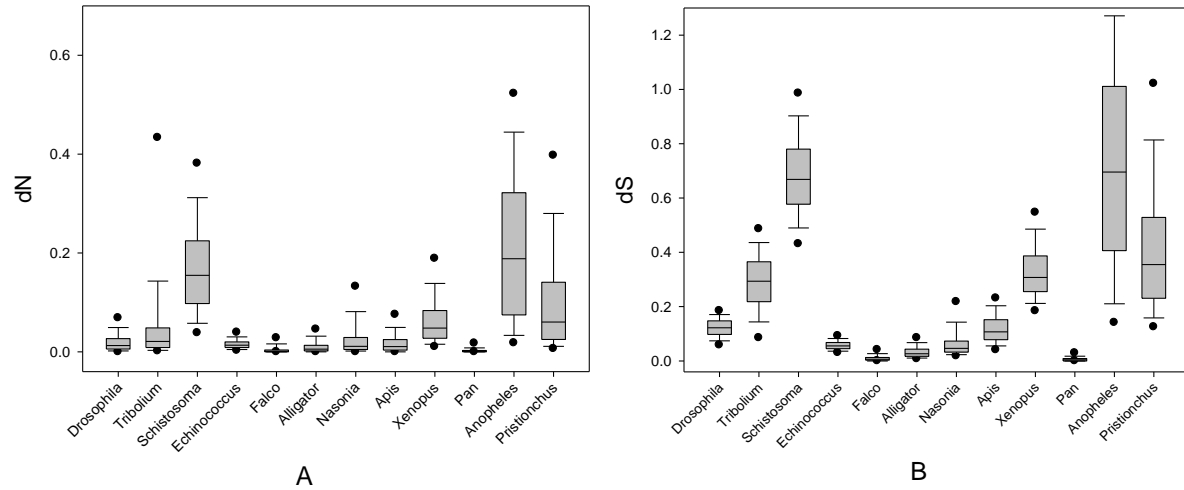 dN
0.6
0.4
0.2
0.0
Drosophila
Tribolium
Schistosoma
Echinococcus
Falco
Alligator
Nasonia
Apis
Xenopus
Pan
Anopheles
Pristionchus
A
dS
1.2
1.0
0.8
0.6
0.4
0.2
0.0
Drosophila
Tribolium
Schistosoma
Echinococcus
Falco
Alligator
Nasonia
Apis
Xenopus
Pan
Anopheles
Pristionchus
B